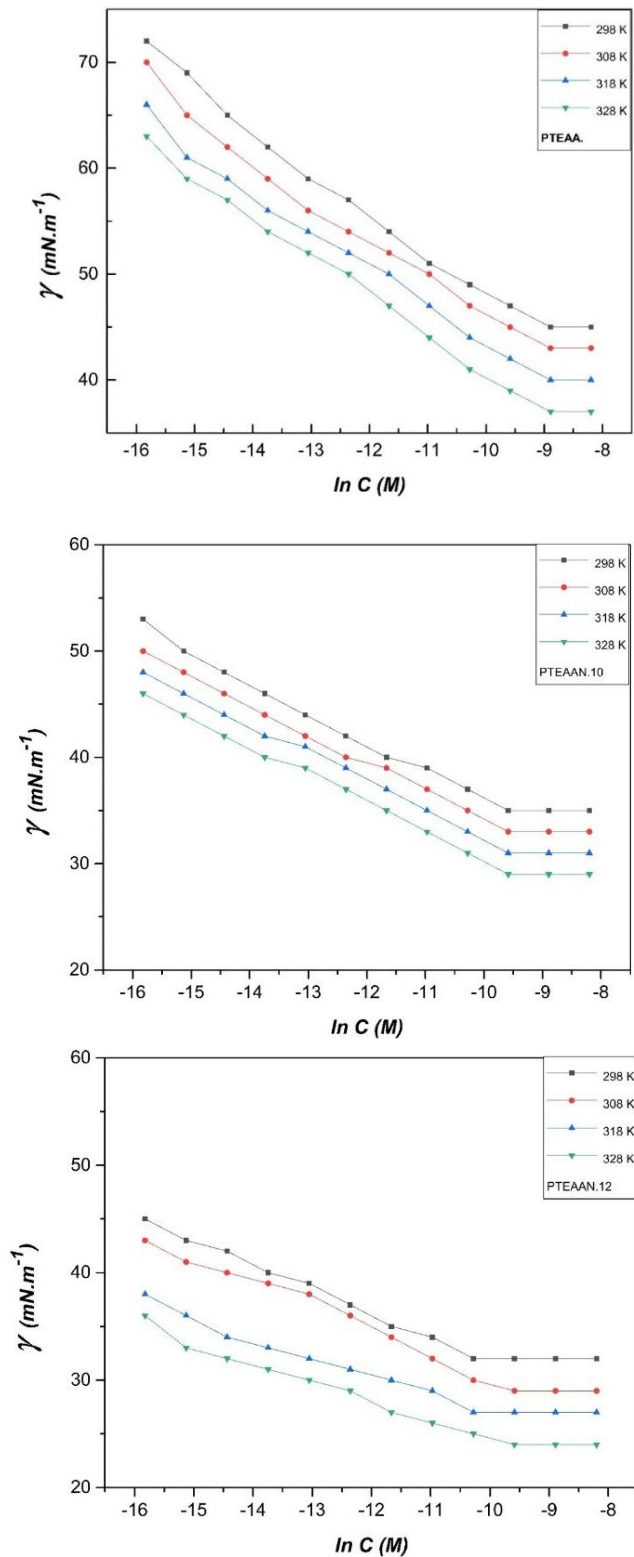 298 K
308 K
318 K
328 K
PTEAA.
70
60
50
40
γ (mN.m⁻¹)
-16 -15 -14 -13 -12 -11 -10 -9 -8
ln C (M)
60
50
40
30
20
298 K
308 K
318 K
328 K
PTEAAN.10
γ (mN.m⁻¹)
-16 -15 -14 -13 -12 -11 -10 -9 -8
ln C (M)
60
50
40
30
20
298 K
308 K
318 K
328 K
PTEAAN.12
γ (mN.m⁻¹)
-16 -15 -14 -13 -12 -11 -10 -9 -8
ln C (M)